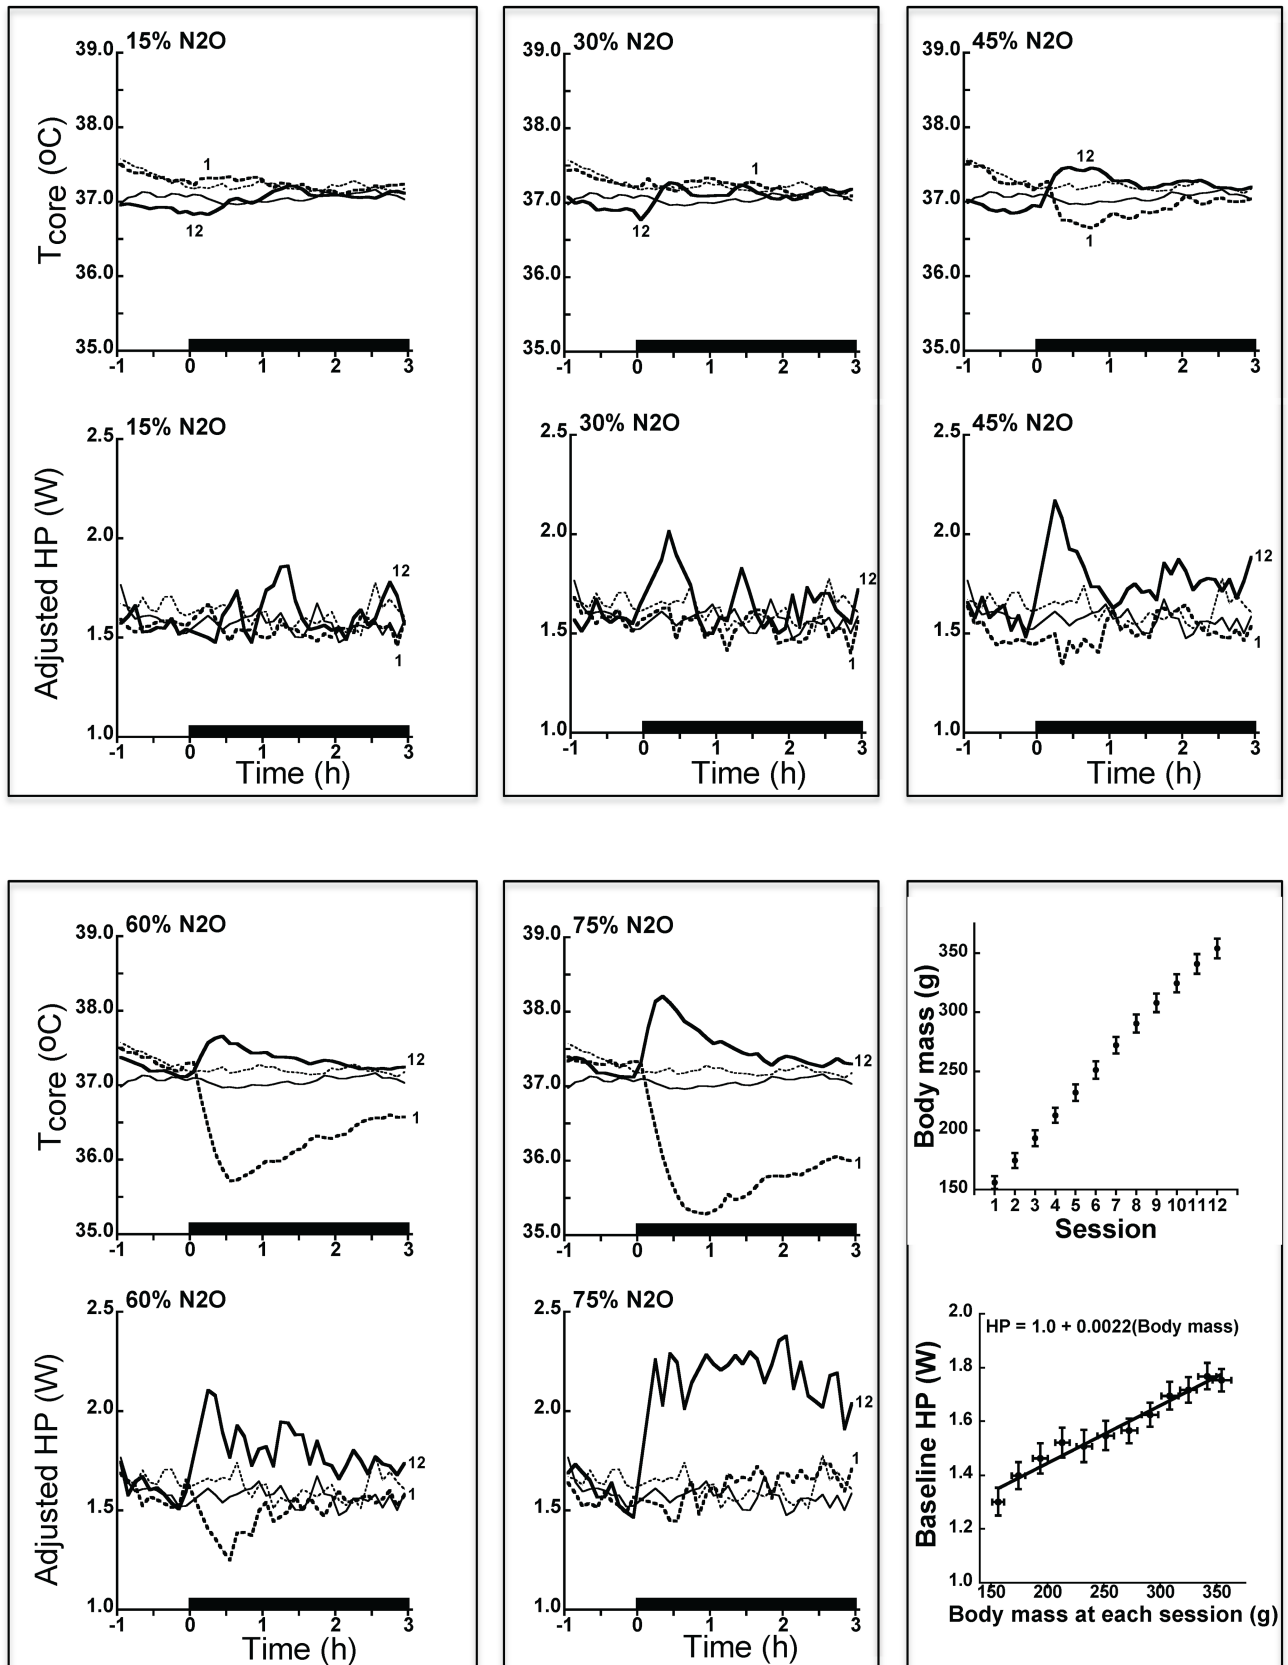 15% N2O
39.0
38.0
37.0
36.0
35.0
Tcore (oC)
1
12
-1 0 1 2 3
15% N2O
2.5
2.0
1.5
1.0
Adjusted HP (W)
12
1
-1 0 1 2 3
Time (h)
30% N2O
39.0
38.0
37.0
36.0
35.0
1
12
-1 0 1 2 3
30% N2O
2.5
2.0
1.5
1.0
12
1
-1 0 1 2 3
Time (h)
45% N2O
39.0
38.0
37.0
36.0
35.0
12
1
-1 0 1 2 3
45% N2O
2.5
2.0
1.5
1.0
12
1
-1 0 1 2 3
Time (h)
60% N2O
39.0
38.0
37.0
36.0
35.0
Tcore (oC)
12
1
-1 0 1 2 3
60% N2O
2.5
2.0
1.5
1.0
Adjusted HP (W)
12
1
-1 0 1 2 3
Time (h)
75% N2O
39.0
38.0
37.0
36.0
35.0
12
1
-1 0 1 2 3
75% N2O
2.5
2.0
1.5
1.0
1
12
-1 0 1 2 3
Time (h)
350
300
250
200
150
Body mass (g)
1 2 3 4 5 6 7 8 9 10 11 12
Session
2.0
1.8
1.6
1.4
1.2
1.0
HP = 1.0 + 0.0022(Body mass)
Baseline HP (W)
150 200 250 300 350
Body mass at each session (g)